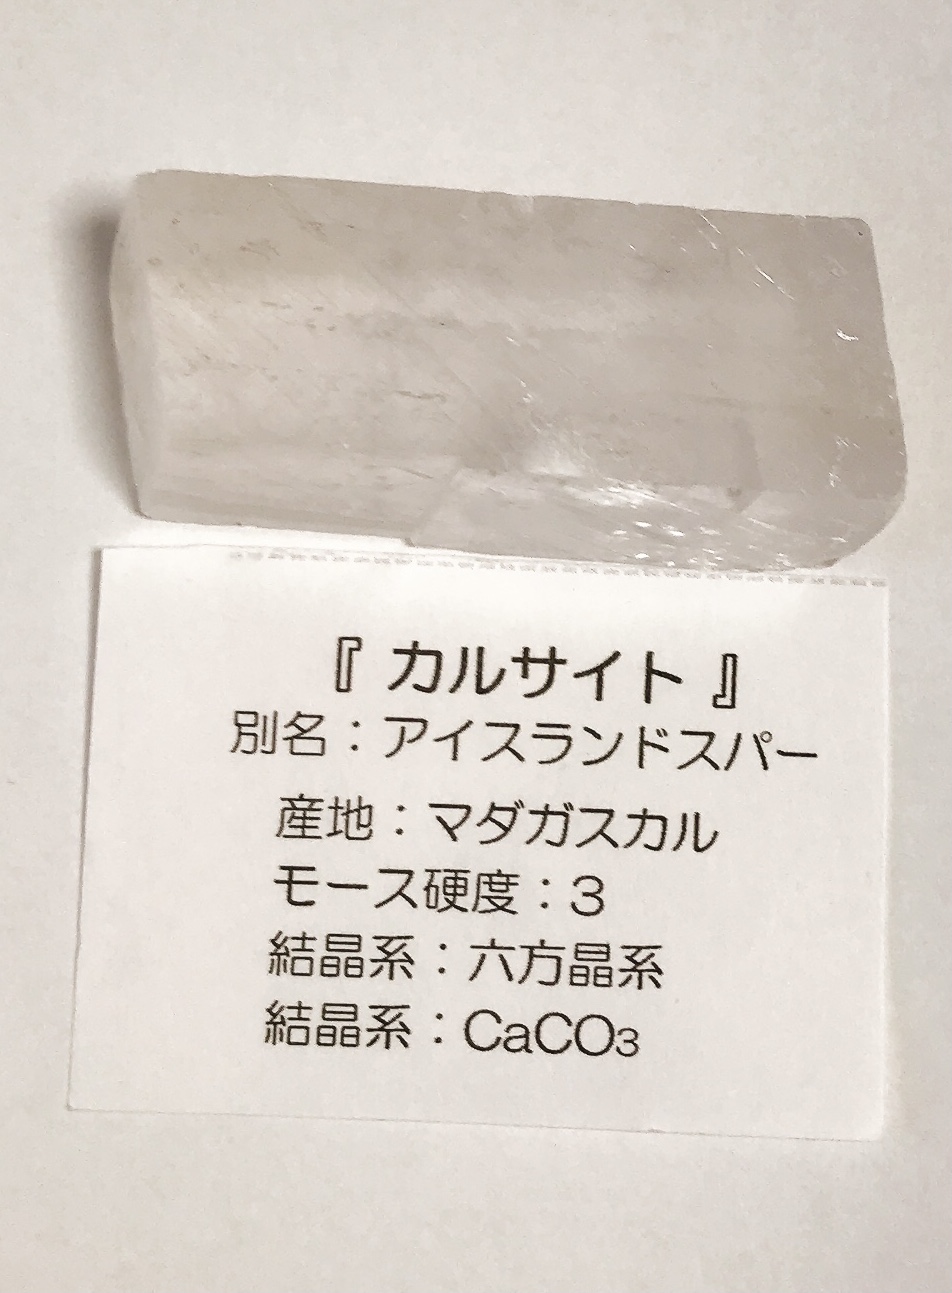 『 カルサイト 』
別名：アイスランドスパー
産地：マダガスカル
モース硬度：3
結晶系：六方晶系
結晶系：CaCO3